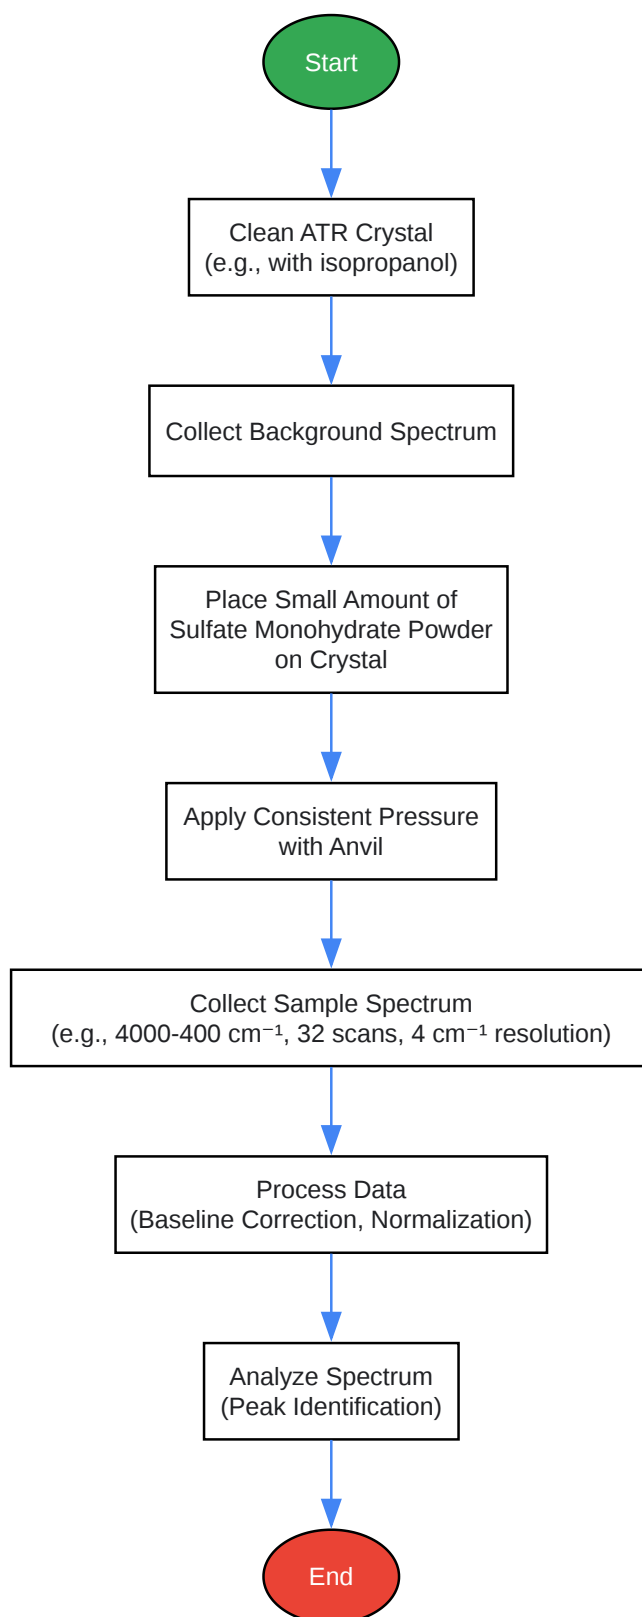 Start
Clean ATR Crystal
(e.g., with isopropanol)
Collect Background Spectrum
Place Small Amount of
Sulfate Monohydrate Powder
on Crystal
Apply Consistent Pressure
with Anvil
Collect Sample Spectrum
(e.g., 4000-400 cm⁻¹, 32 scans, 4 cm⁻¹ resolution)
Process Data
(Baseline Correction, Normalization)
Analyze Spectrum
(Peak Identification)
End